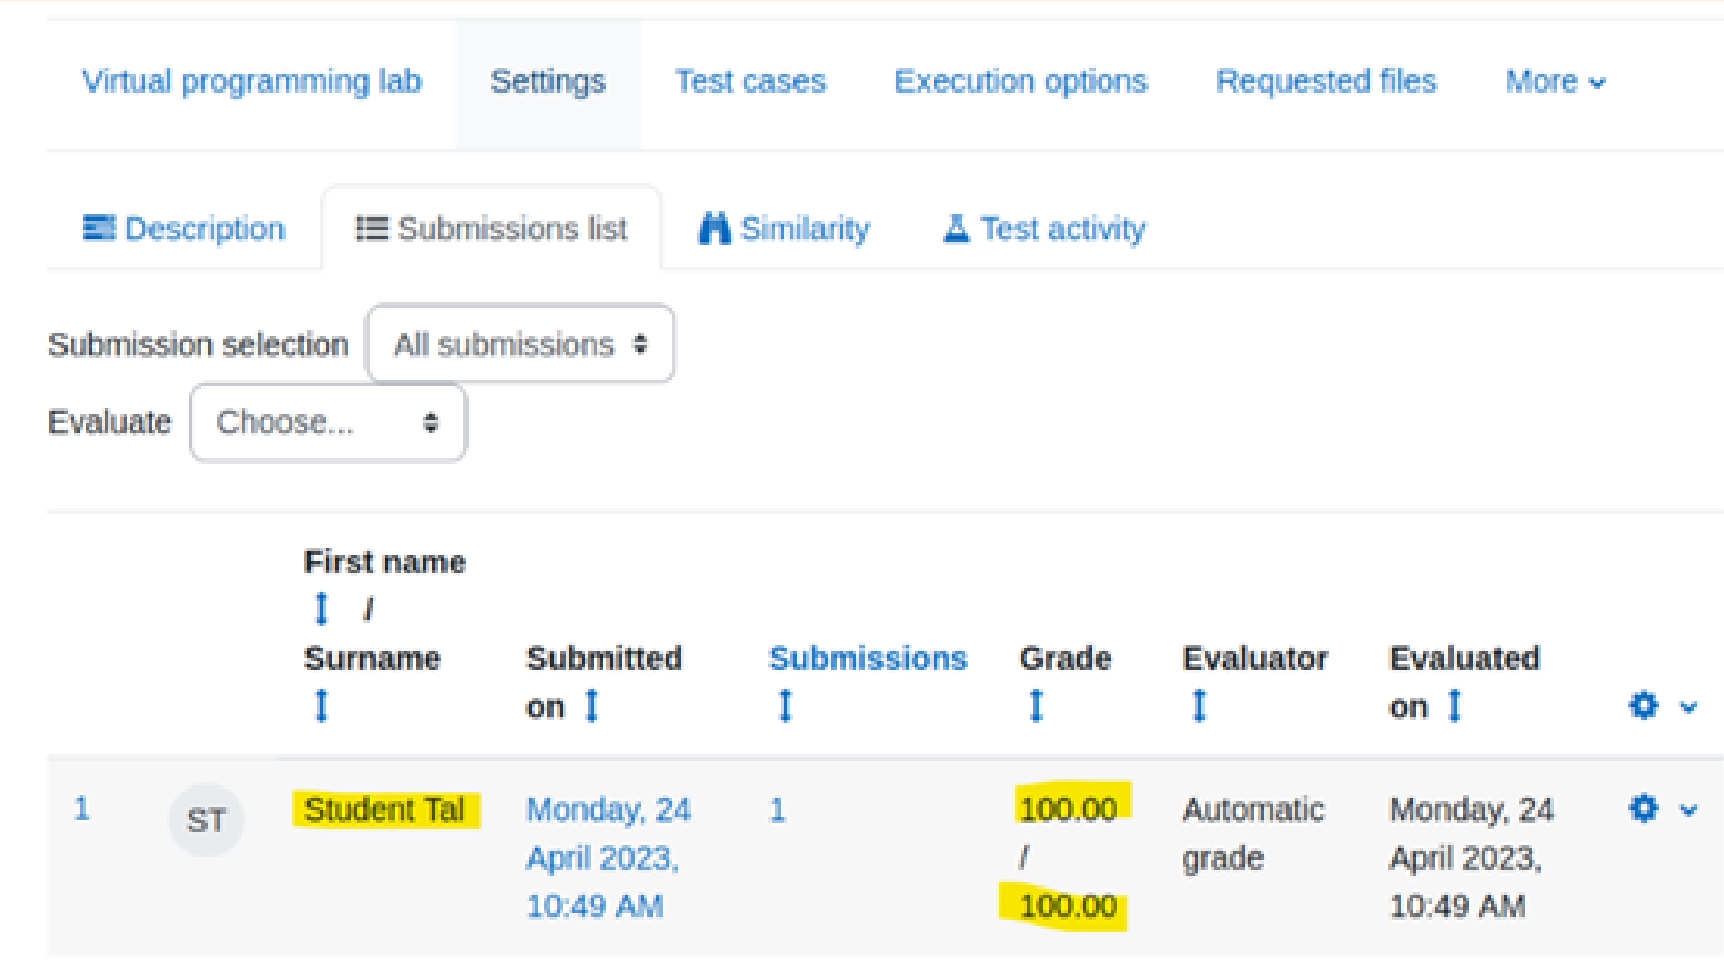 Virtual programming lab Settings Test cases Execution options Requested files More
Description Submissions list Similarity Test activity
Submission selection All submissions
Evaluate Choose...
First name
/
Surname Submitted Submissions Grade Evaluator Evaluated
on on
1 ST Student Tal Monday, 24 1 100.00 Automatic Monday, 24
April 2023, / grade April 2023,
10:49 AM 100.00 10:49 AM